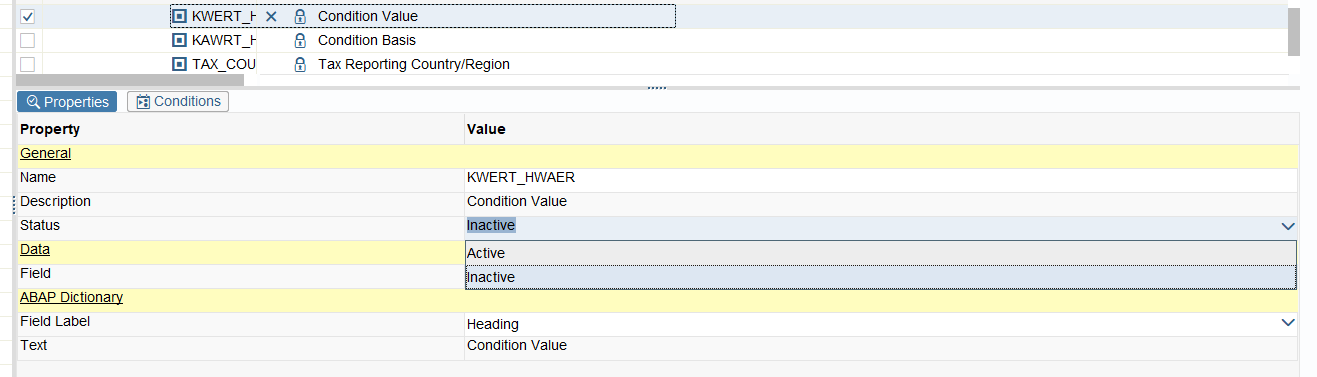 KWERT_H Condition Value
KAWRT_H Condition Basis
TAX_COU Tax Reporting Country/Region
Properties Conditions
Property Value
General
Name KWERT_HWAER
Description Condition Value
Status Inactive
Data Active
Field Inactive
ABAP Dictionary
Field Label Heading
Text Condition Value